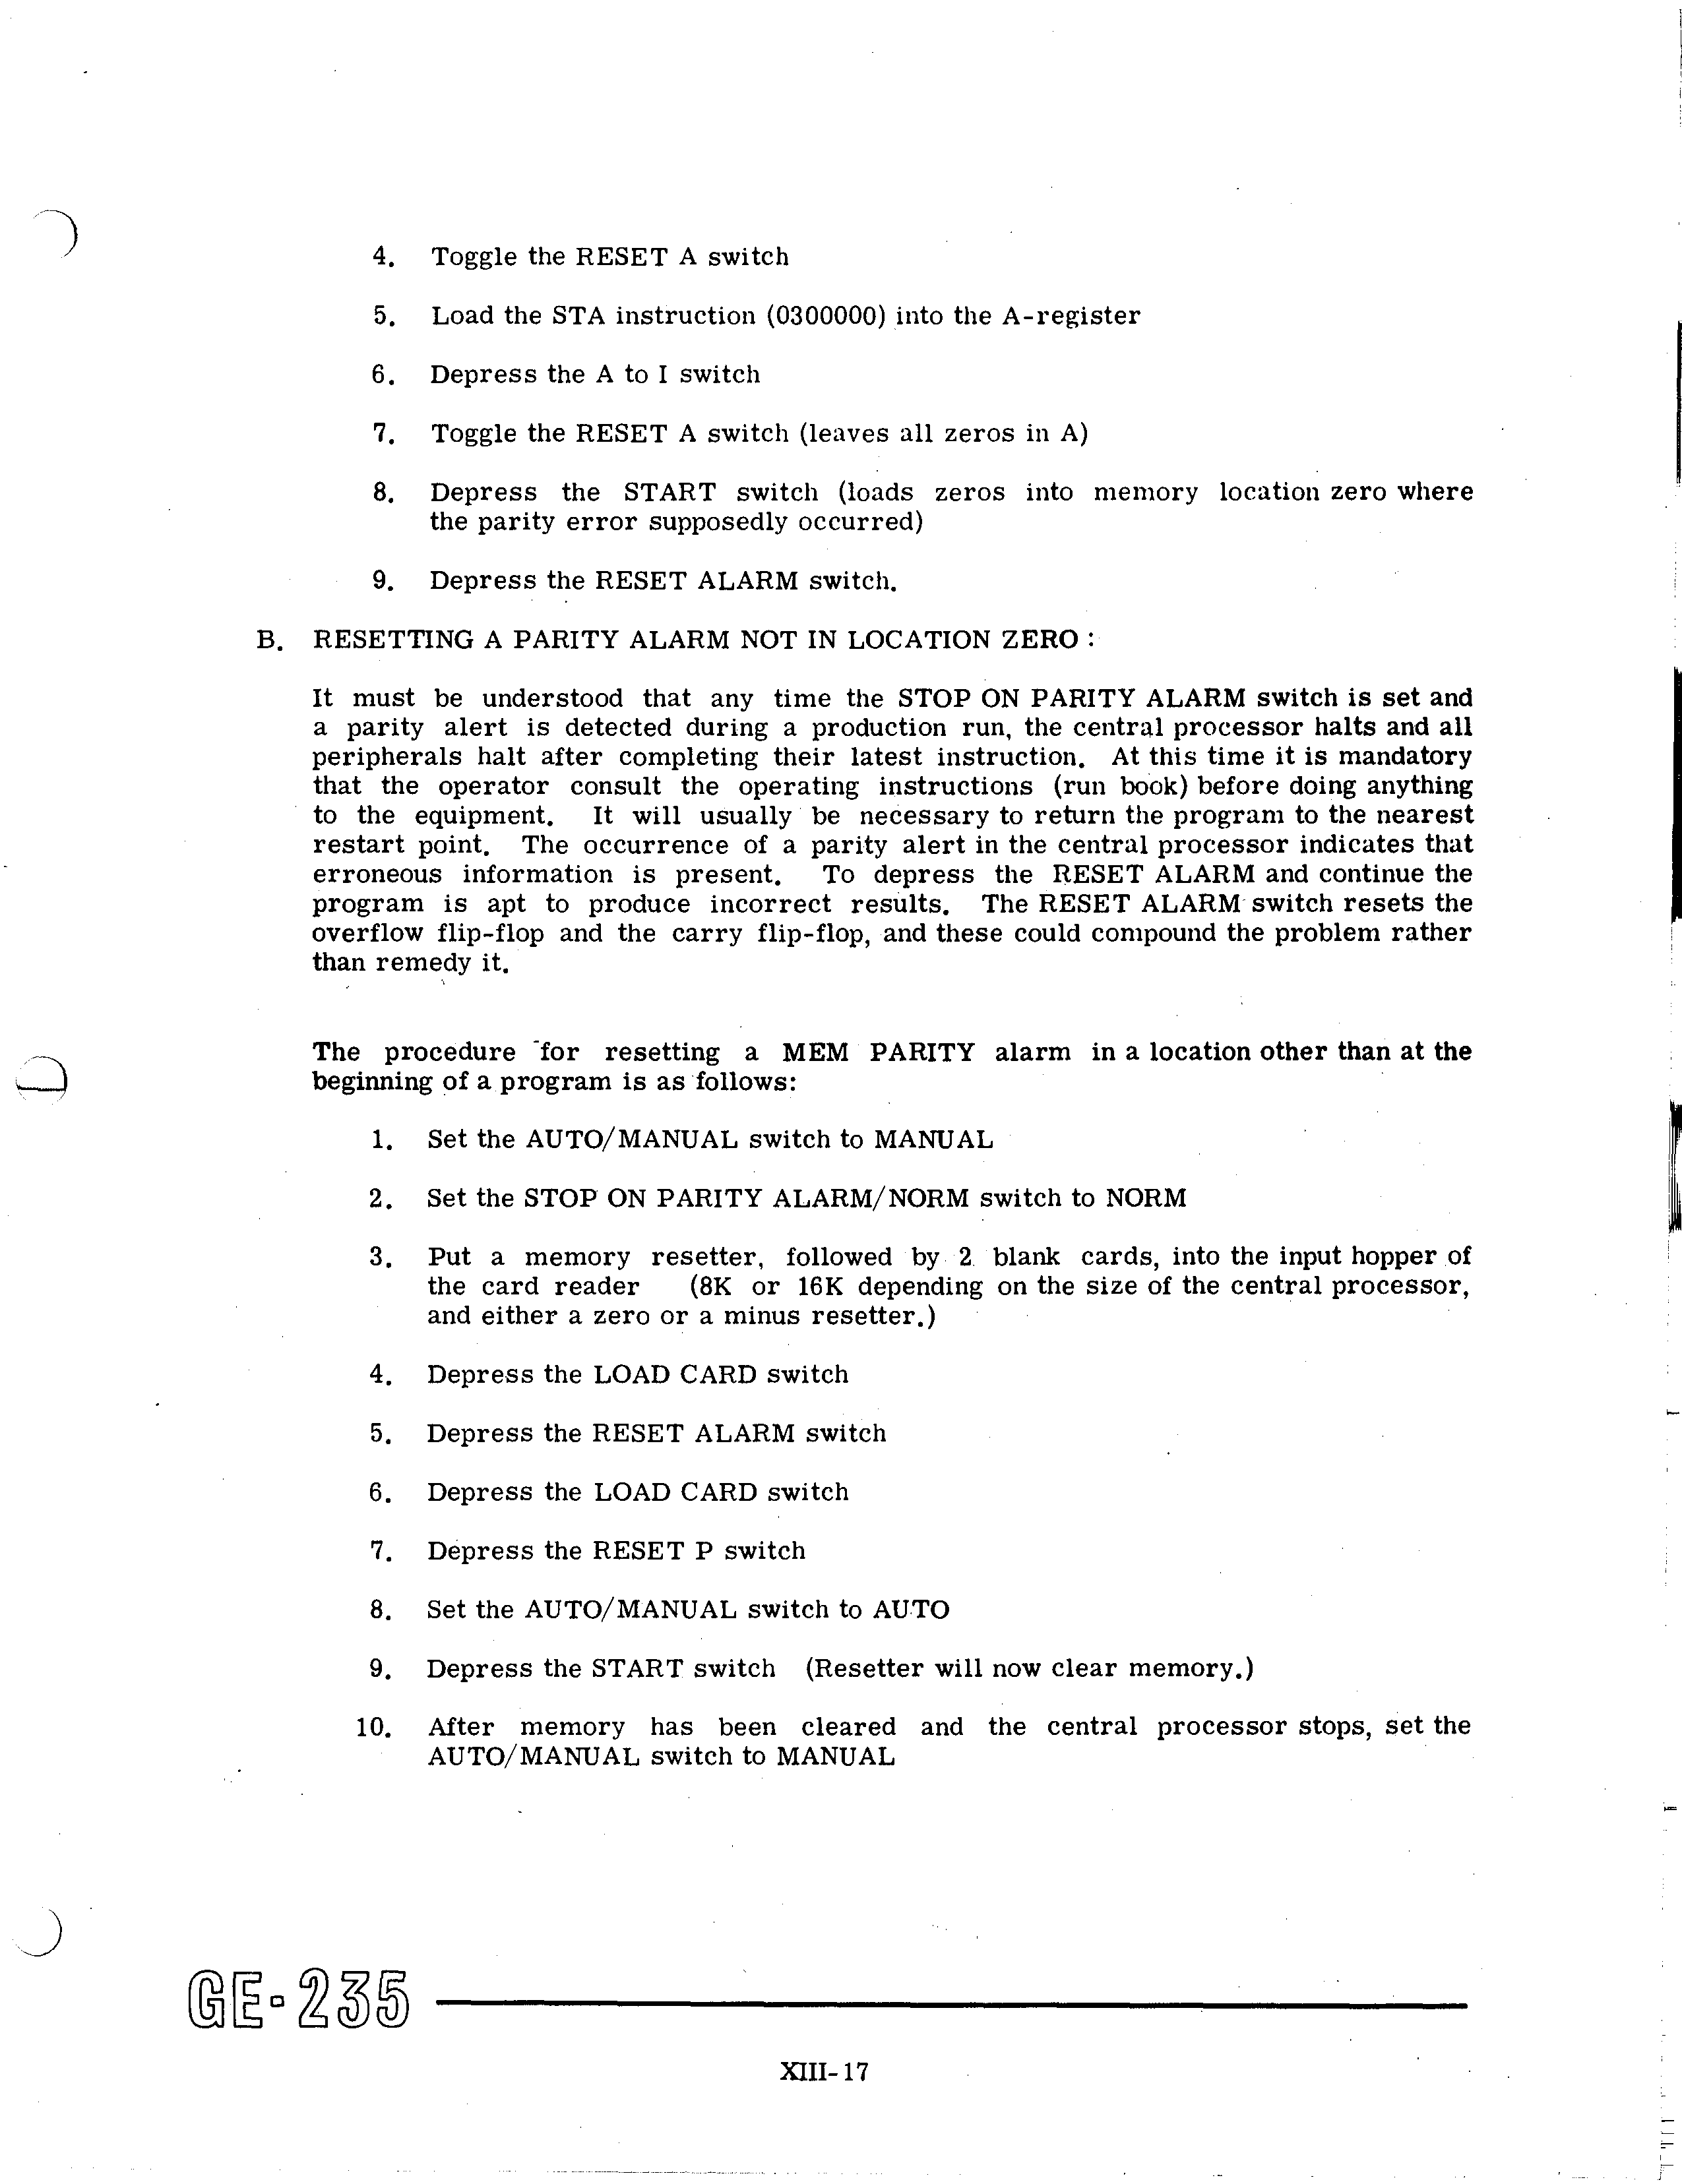 4. Toggle the RESET A switch
5. Load the STA instruction (0300000) into the A-register
6. Depress the A to I switch
7. Toggle the RESET A switch (leaves all zeros in A)
8. Depress the START switch (loads zeros into memory location zero where
the parity error supposedly occurred)
9. Depress the RESET ALARM switch.
B. RESETTING A PARITY ALARM NOT IN LOCATION ZERO :
It must be understood that any time the STOP ON PARITY ALARM switch is set and
a parity alert is detected during a production run, the central processor halts and all
peripherals halt after completing their latest instruction. At this time it is mandatory
that the operator consult the operating instructions (run book) before doing anything
to the equipment. It will usually be necessary to return the program to the nearest
restart point. The occurrence of a parity alert in the central processor indicates that
erroneous information is present. To depress the RESET ALARM and continue the
program is apt to produce incorrect results. The RESET ALARM switch resets the
overflow flip-flop and the carry flip-flop, and these could compound the problem rather
than remedy it.
The procedure for resetting a MEM PARITY alarm in a location other than at the
beginning of a program is as follows:
1. Set the AUTO/MANUAL switch to MANUAL
2. Set the STOP ON PARITY ALARM/NORM switch to NORM
3. Put a memory resetter, followed by 2 blank cards, into the input hopper of
the card reader (8K or 16K depending on the size of the central processor,
and either a zero or a minus resetter.)
4. Depress the LOAD CARD switch
5. Depress the RESET ALARM switch
6. Depress the LOAD CARD switch
7. Depress the RESET P switch
8. Set the AUTO/MANUAL switch to AUTO
9. Depress the START switch (Resetter will now clear memory.)
10. After memory has been cleared and the central processor stops, set the
AUTO/MANUAL switch to MANUAL
GE-235
XIII-17